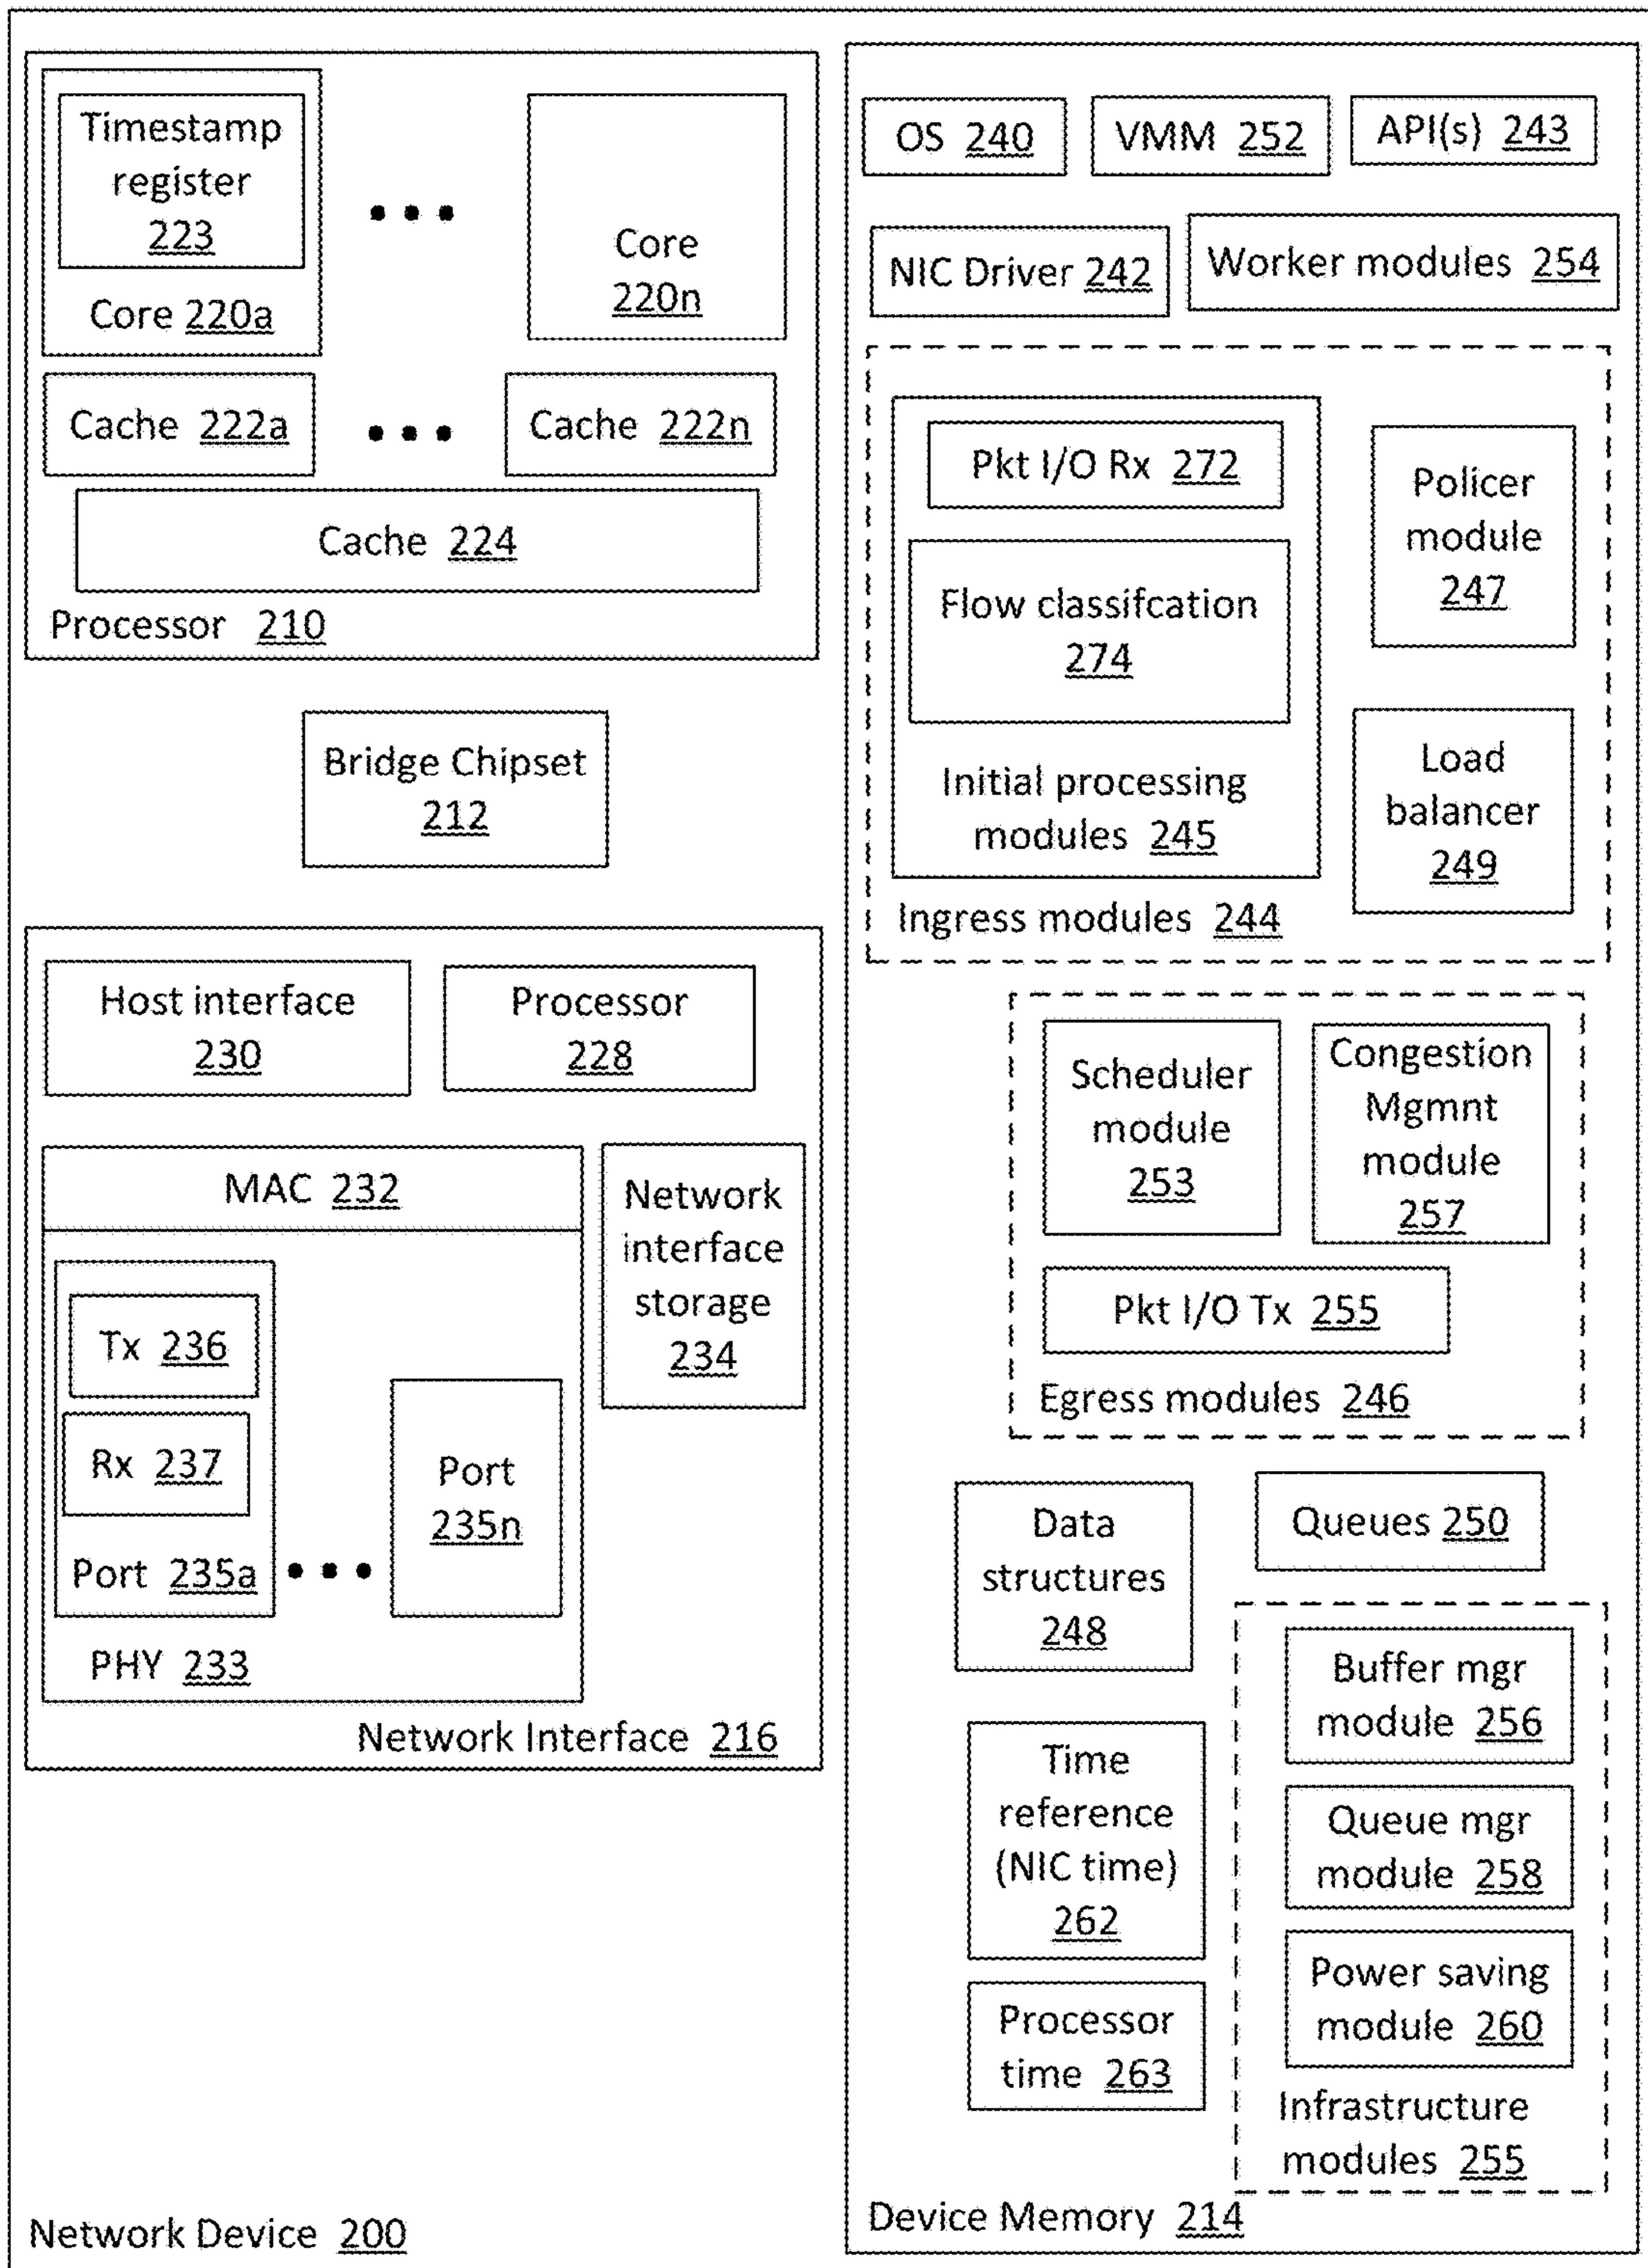 Timestamp
register
223
Core 220a
Core
220n
Cache 222a
Cache 222n
Cache 224
Processor 210
Bridge Chipset
212
Host interface
230
Processor
228
MAC 232
Network
interface
storage
234
Tx 236
Rx 237
Port 235a
Port
235n
PHY 233
Network Interface 216
Network Device 200
OS 240
VMM 252
API(s) 243
NIC Driver 242
Worker modules 254
Pkt I/O Rx 272
Flow classifcation
274
Initial processing
modules 245
Policer
module
247
Load
balancer
249
Ingress modules 244
Scheduler
module
253
Congestion
Mgmnt
module
257
Pkt I/O Tx 255
Egress modules 246
Data
structures
248
Queues 250
Time
reference
(NIC time)
262
Processor
time 263
Buffer mgr
module 256
Queue mgr
module 258
Power saving
module 260
Infrastructure
modules 255
Device Memory 214